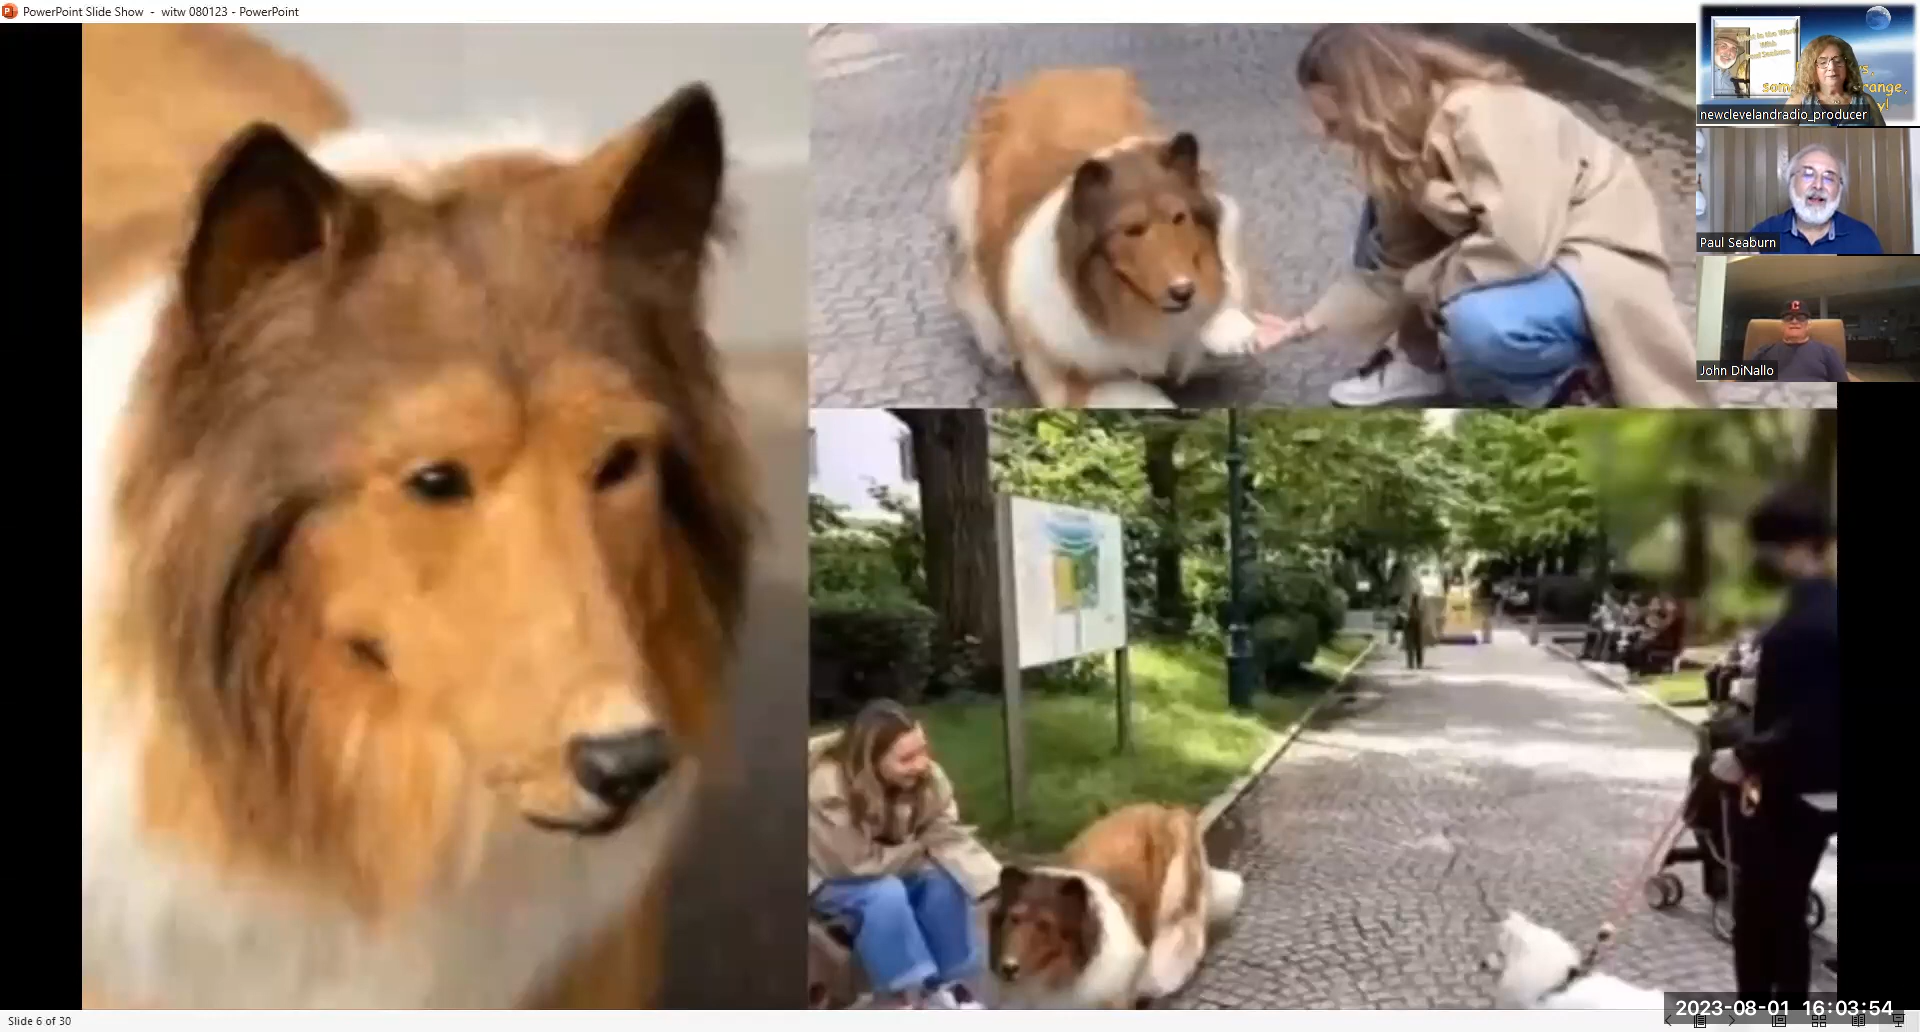 PowerPoint Slide Show - witw 080123 - PowerPoint
newclevelandradio_producer
Paul Seaburn
John DiNallo
C
2023-08-01 16:03:54
Slide 6 of 30